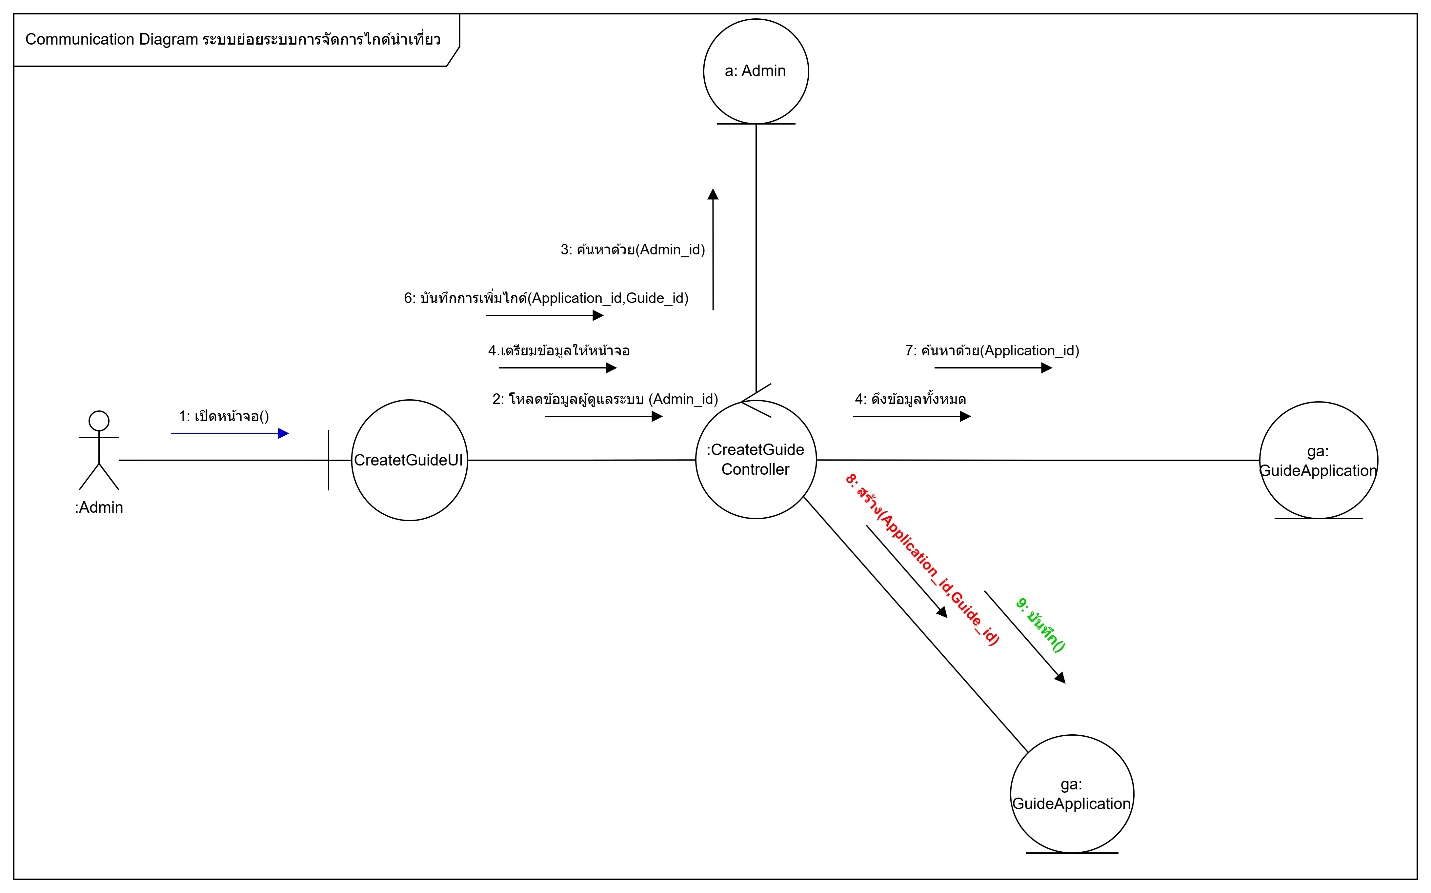 Communication Diagram ระบบย่อยระบบการจัดการไกด์นำเที่ยว
a: Admin
3: ค้นหาด้วย(Admin_id)
6: บันทึกการเพิ่มไกด์(Application_id,Guide_id)
4.เตรียมข้อมูลให้หน้าจอ
7: ค้นหาด้วย(Application_id)
2: โหลดข้อมูลผู้ดูแลระบบ (Admin_id)
4: ดึงข้อมูลทั้งหมด
1: เปิดหน้าจอ()
:Admin
CreatetGuideUI
:CreatetGuide
Controller
ga:
GuideApplication
8: สร้าง(Application_id,Guide_id)
9: บันทึก()
ga:
GuideApplication